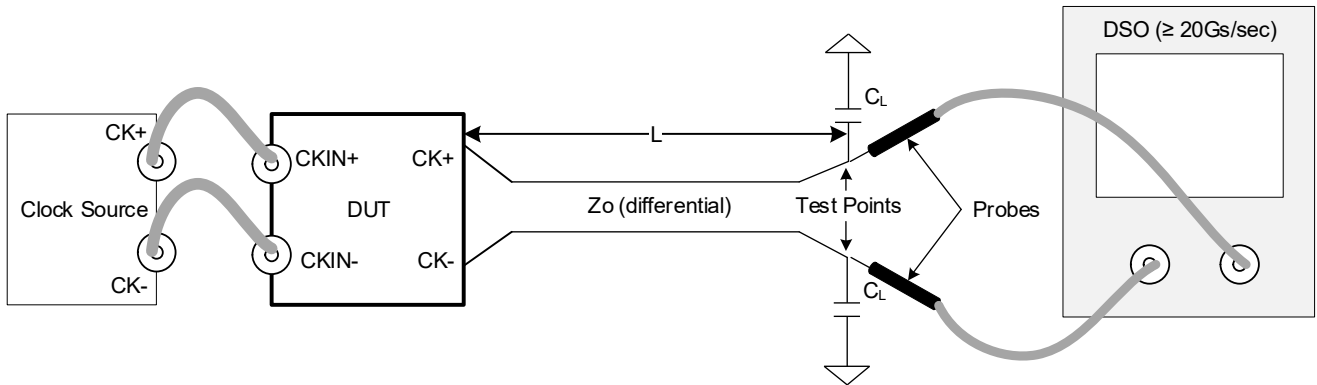 DSO (≥ 20Gs/sec)
CL
CK+
L
CKIN+
CK+
Clock Source
DUT
Zo (differential)
Test Points
Probes
CKIN-
CK-
CK-
CL